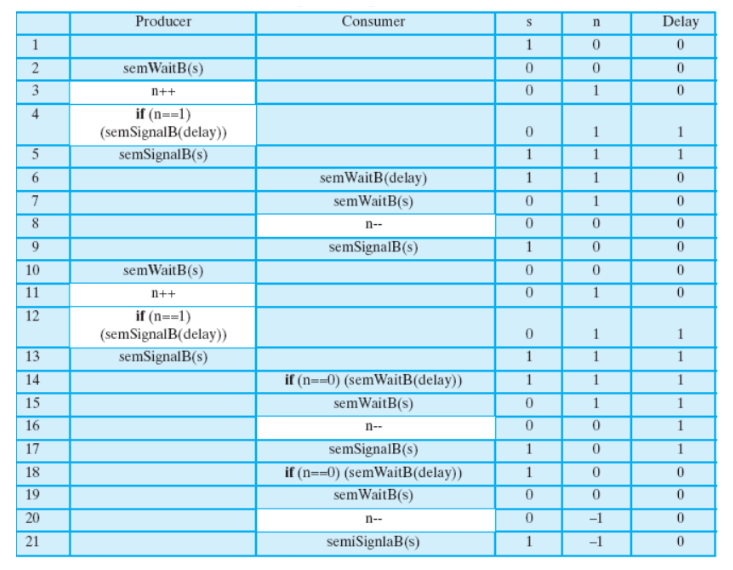 Producer Consumer s n Delay
1 1 0 0
2 semWaitB(s) 0 0 0
3 n++ 0 1 0
4 if (n==1)
(semSignalB(delay)) 0 1 1
5 semSignalB(s) 1 1 1
6 semWaitB(delay) 1 1 0
7 semWaitB(s) 0 1 0
8 n-- 0 0 0
9 semSignalB(s) 1 0 0
10 semWaitB(s) 0 0 0
11 n++ 0 1 0
12 if (n==1)
(semSignalB(delay)) 0 1 1
13 semSignalB(s) 1 1 1
14 if (n==0) (semWaitB(delay)) 1 1 1
15 semWaitB(s) 0 1 1
16 n-- 0 0 1
17 semSignalB(s) 1 0 1
18 if (n==0) (semWaitB(delay)) 1 0 0
19 semWaitB(s) 0 0 0
20 n-- 0 –1 0
21 semiSignlaB(s) 1 –1 0